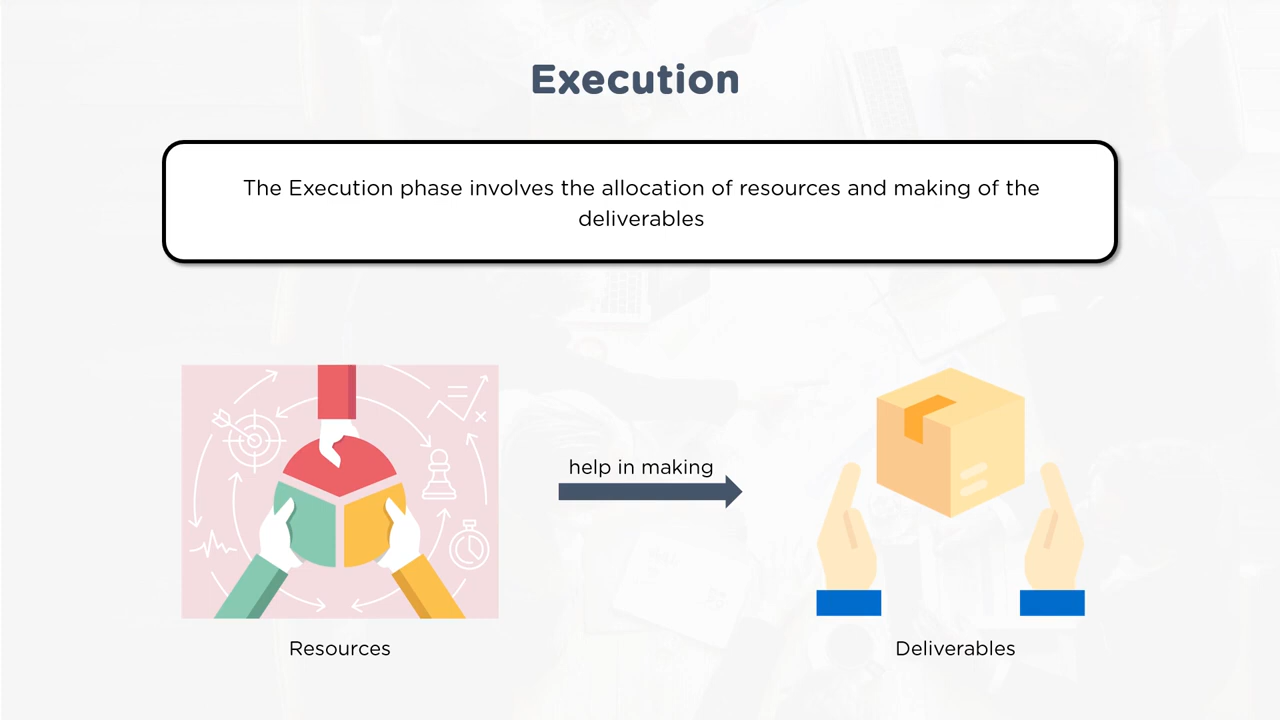 Execution
The Execution phase involves the allocation of resources and making of the
deliverables
help in making
Resources
Deliverables